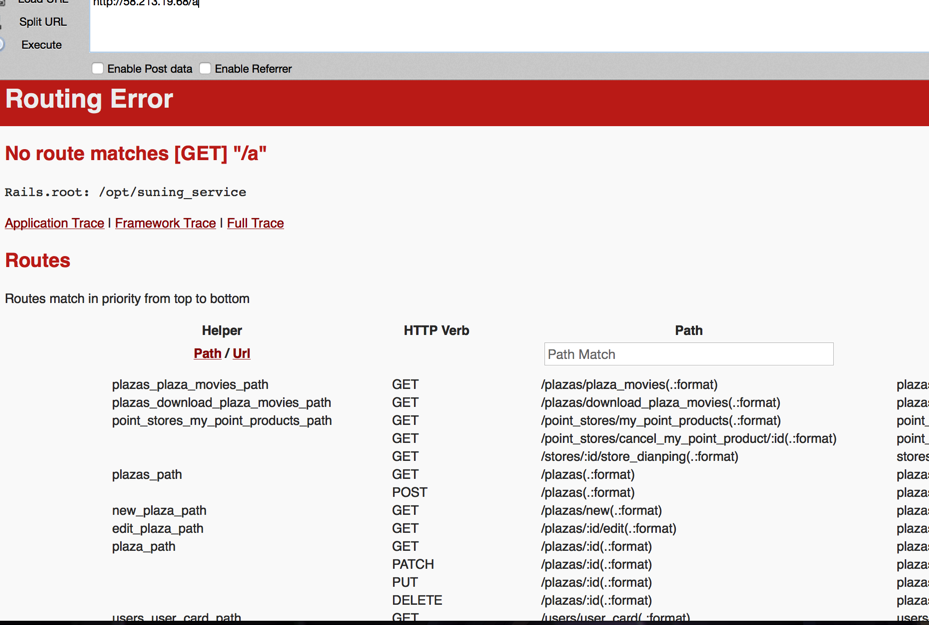 Load URL
http://58.213.19.68/a
Split URL
Execute
Enable Post data Enable Referrer
Routing Error
No route matches [GET] "/a"
Rails.root: /opt/suning_service
Application Trace | Framework Trace | Full Trace
Routes
Routes match in priority from top to bottom
Helper HTTP Verb Path
Path / Url Path Match
plazas_plaza_movies_path GET /plazas/plaza_movies(.:format) plaza
plazas_download_plaza_movies_path GET /plazas/download_plaza_movies(.:format) plaza
point_stores_my_point_products_path GET /point_stores/my_point_products(.:format) point_
GET /point_stores/cancel_my_point_product/:id(.:format) point_
GET /stores/:id/store_dianping(.:format) stores
plazas_path GET /plazas(.:format) plaza
POST /plazas(.:format) plaza
new_plaza_path GET /plazas/new(.:format) plaza
edit_plaza_path GET /plazas/:id/edit(.:format) plaza
plaza_path GET /plazas/:id(.:format) plaza
PATCH /plazas/:id(.:format) plaza
PUT /plazas/:id(.:format) plaza
DELETE /plazas/:id(.:format) plaza
users_user_card_path GET /users/user_card(.:format) users